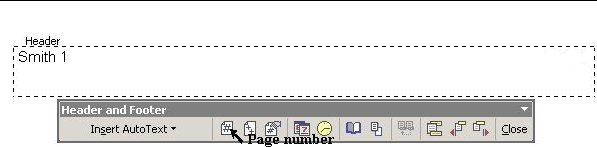 Header
Smith 1
Header and Footer
Insert AutoText
Close
Page number